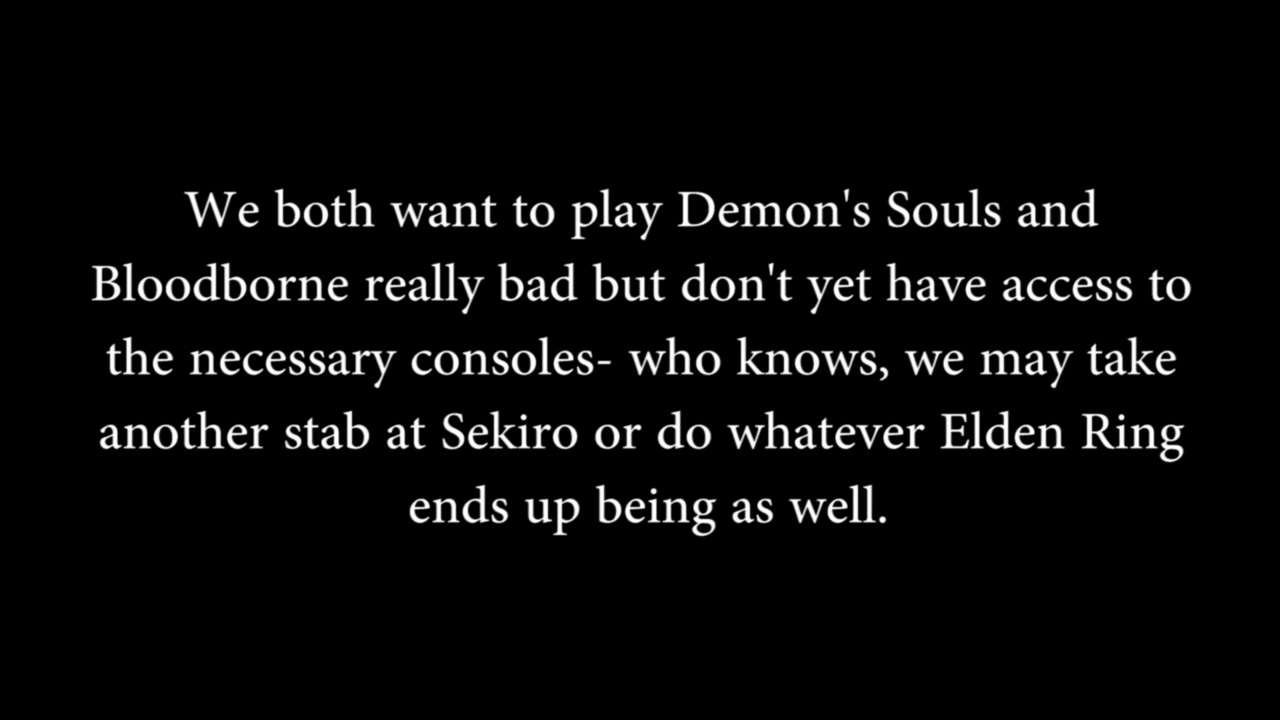 We both want to play Demon's Souls and
Bloodborne really bad but don't yet have access to
the necessary consoles- who knows, we may take
another stab at Sekiro or do whatever Elden Ring
ends up being as well.